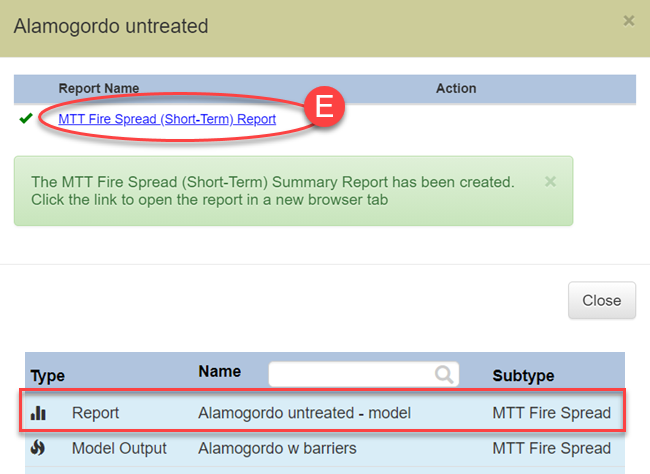 Alamogordo untreated ×
Report Name Action
MTT Fire Spread (Short-Term) Report E
The MTT Fire Spread (Short-Term) Summary Report has been created. ×
Click the link to open the report in a new browser tab
Close
Type Name Subtype
Report Alamogordo untreated - model MTT Fire Spread
Model Output Alamogordo w barriers MTT Fire Spread